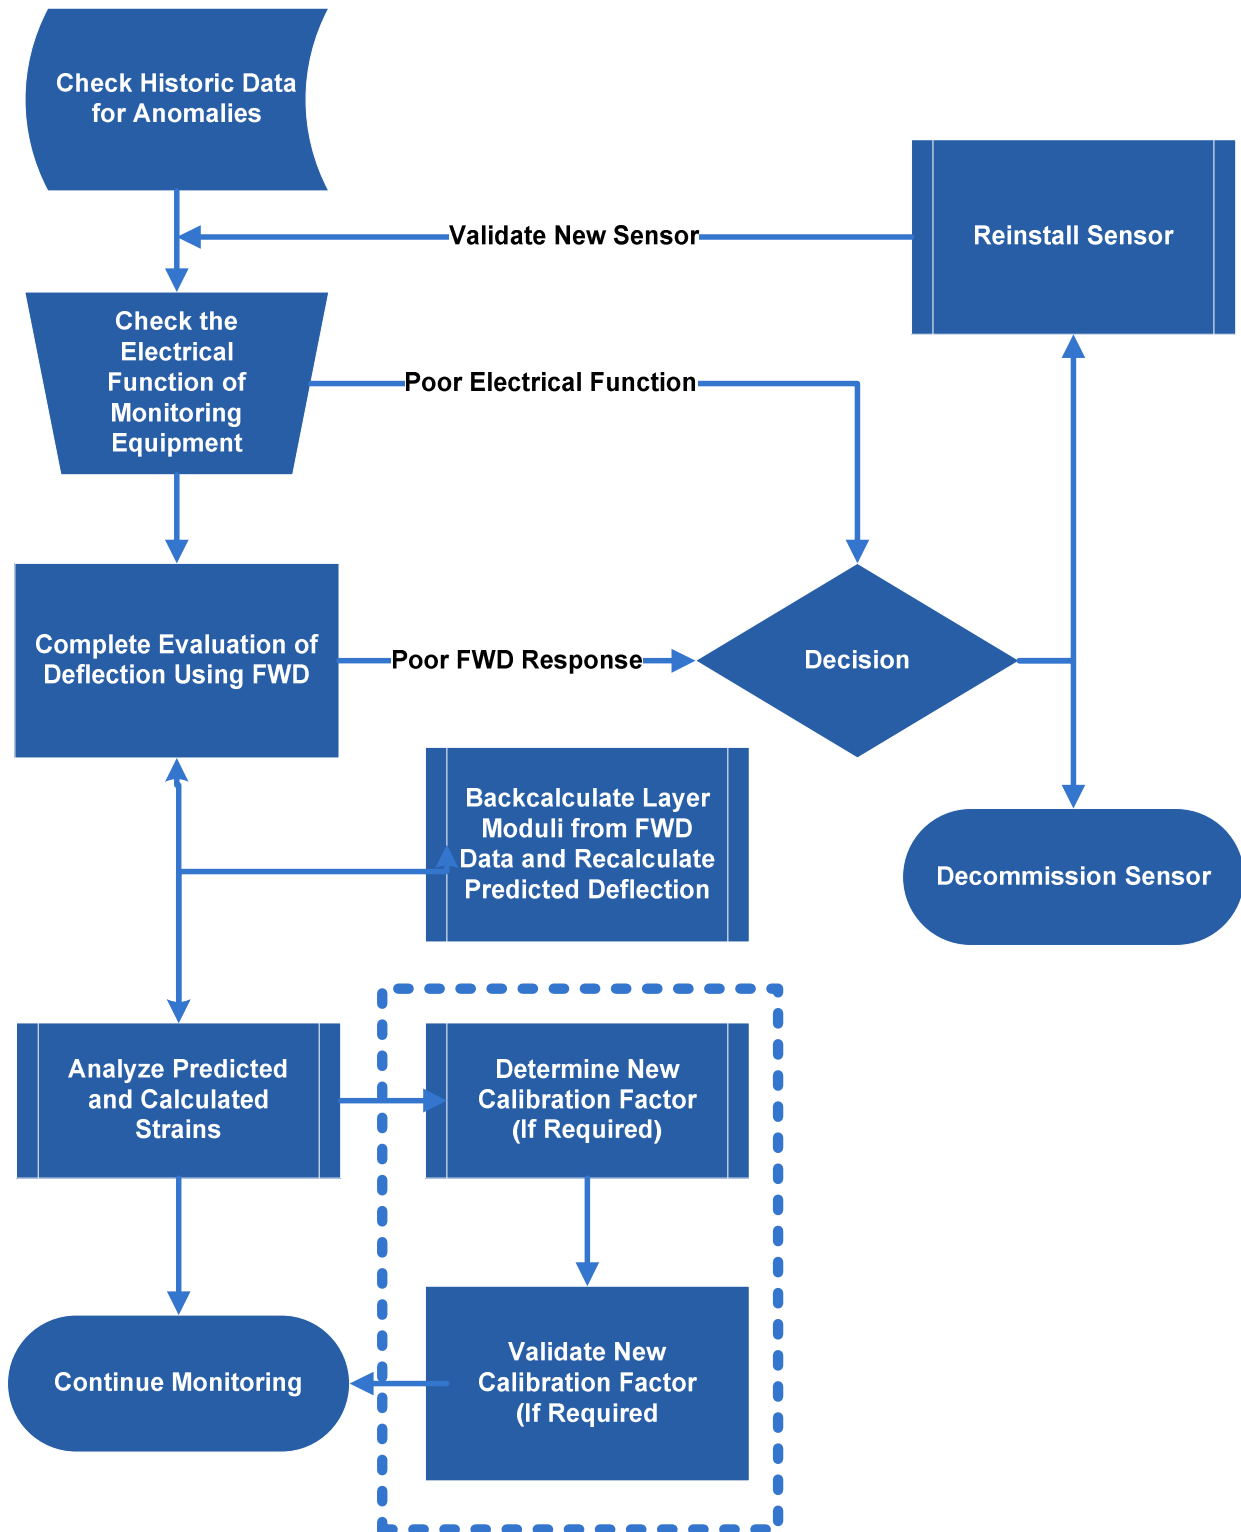 Check Historic Data
for Anomalies
Validate New Sensor
Reinstall Sensor
Check the
Electrical
Function of
Monitoring
Equipment
Poor Electrical Function
Complete Evaluation of
Deflection Using FWD
Poor FWD Response
Decision
Backcalculate Layer
Moduli from FWD
Data and Recalculate
Predicted Deflection
Decommission Sensor
Analyze Predicted
and Calculated
Strains
Determine New
Calibration Factor
(If Required)
Validate New
Calibration Factor
(If Required
Continue Monitoring